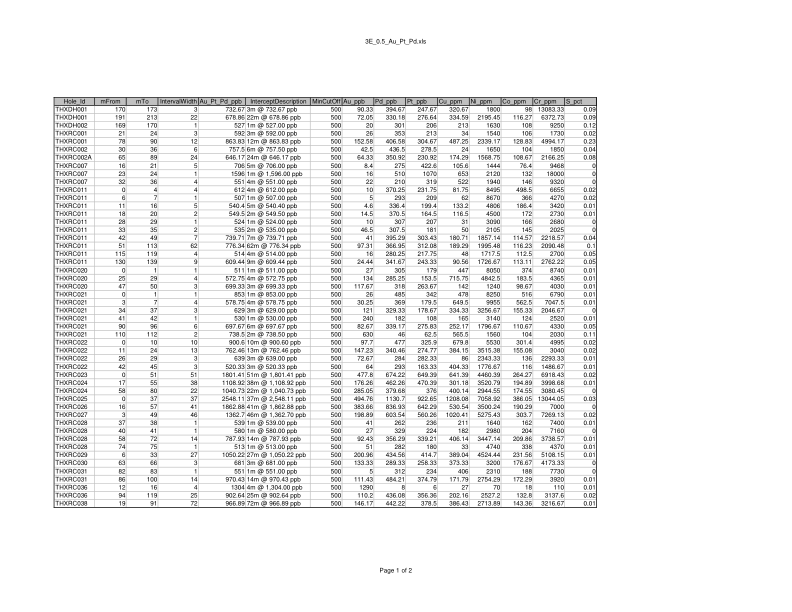 3E_0.5_Au_Pt_Pd.xls
Hole_Id mFrom mTo IntervalWidth Au_Pt_Pd_ppb InterceptDescription MinCutOff Au_ppb Pd_ppb Pt_ppb Cu_ppm Ni_ppm Co_ppm Cr_ppm S_pct
THXDH001 170 173 3 732.67 3m @ 732.67 ppb 500 90.33 394.67 247.67 320.67 1800 98 13083.33 0.09
THXDH001 191 213 22 678.86 22m @ 678.86 ppb 500 72.05 330.18 276.64 334.59 2195.45 116.27 6372.73 0.09
THXDH002 169 170 1 527 1m @ 527.00 ppb 500 20 301 206 213 1630 108 9250 0.12
THXRC001 21 24 3 592 3m @ 592.00 ppb 500 26 353 213 34 1540 106 1730 0.02
THXRC001 78 90 12 863.83 12m @ 863.83 ppb 500 152.58 406.58 304.67 487.25 2339.17 128.83 4994.17 0.23
THXRC002 30 36 6 757.5 6m @ 757.50 ppb 500 42.5 436.5 278.5 24 1650 104 1850 0
THXRC002A 65 89 24 646.17 24m @ 646.17 ppb 500 64.33 350.92 230.92 174.29 1568.75 108.67 2166.25 0.08
THXRC007 16 21 5 706 5m @ 706.00 ppb 500 8.4 275 422.6 105.6 1444 76.4 9468 0
THXRC007 23 24 1 1596 1m @ 1,596.00 ppb 500 16 510 1070 653 2120 132 18000 0
THXRC007 32 36 4 551 4m @ 551.00 ppb 500 22 210 319 522 1940 146 9320 0
THXRC011 0 4 4 612 4m @ 612.00 ppb 500 10 370.25 231.75 81.75 8495 498.5 6655 0.02
THXRC011 6 7 1 507 1m @ 507.00 ppb 500 5 293 209 62 8670 366 4270 0.02
THXRC011 11 16 5 540.4 5m @ 540.40 ppb 500 4.6 336.4 199.4 133.2 4806 186.4 3420 0
THXRC011 18 20 2 549.5 2m @ 549.50 ppb 500 14.5 370.5 164.5 116.5 4500 172 2730 0.01
THXRC011 28 29 1 524 1m @ 524.00 ppb 500 10 307 207 31 3090 166 2680 0
THXRC011 33 35 2 535 2m @ 535.00 ppb 500 46.5 307.5 181 50 2105 145 2025 0
THXRC011 42 49 7 739.71 7m @ 739.71 ppb 500 41 395.29 303.43 180.71 1857.14 114.57 2218.57 0.04
THXRC011 51 113 62 776.34 62m @ 776.34 ppb 500 97.31 366.95 312.08 189.29 1995.48 116.23 2090.48 0.1
THXRC011 115 119 4 514 4m @ 514.00 ppb 500 16 280.25 217.75 48 1717.5 112.5 2700 0.05
THXRC011 130 139 9 609.44 9m @ 609.44 ppb 500 24.44 341.67 243.33 90.56 1726.67 113.11 2762.22 0.05
THXRC020 0 1 1 511 1m @ 511.00 ppb 500 27 305 179 447 8050 374 8740 0.01
THXRC020 25 29 4 572.75 4m @ 572.75 ppb 500 134 285.25 153.5 715.75 4842.5 183.5 4365 0.01
THXRC020 47 50 3 699.33 3m @ 699.33 ppb 500 117.67 318 263.67 142 1240 98.67 4030 0.01
THXRC021 0 1 1 853 1m @ 853.00 ppb 500 26 485 342 478 8250 516 6790 0.01
THXRC021 3 7 4 578.75 4m @ 578.75 ppb 500 30.25 369 179.5 649.5 9955 562.5 7047.5 0.01
THXRC021 34 37 3 629 3m @ 629.00 ppb 500 121 329.33 178.67 334.33 3256.67 155.33 2046.67 0
THXRC021 41 42 1 530 1m @ 530.00 ppb 500 240 182 108 165 3140 124 2520 0.01
THXRC021 90 96 6 697.67 6m @ 697.67 ppb 500 82.67 339.17 275.83 252.17 1796.67 110.67 4330 0.05
THXRC021 110 112 2 738.5 2m @ 738.50 ppb 500 630 46 62.5 565.5 1560 104 2030 0.11
THXRC022 0 10 10 900.6 10m @ 900.60 ppb 500 97.7 477 325.9 679.8 5530 301.4 4995 0.02
THXRC022 11 24 13 762.46 13m @ 762.46 ppb 500 147.23 340.46 274.77 384.15 3515.38 155.08 3040 0.02
THXRC022 26 29 3 639 3m @ 639.00 ppb 500 72.67 284 282.33 86 2343.33 136 2293.33 0.01
THXRC022 42 45 3 520.33 3m @ 520.33 ppb 500 64 293 163.33 404.33 1776.67 116 1486.67 0.01
THXRC023 0 51 51 1801.41 51m @ 1,801.41 ppb 500 477.8 674.22 649.39 641.39 4460.39 264.27 6918.43 0.02
THXRC024 17 55 38 1108.92 38m @ 1,108.92 ppb 500 176.26 462.26 470.39 301.18 3520.79 194.89 3998.68 0.01
THXRC024 58 80 22 1040.73 22m @ 1,040.73 ppb 500 285.05 379.68 376 400.14 2944.55 174.55 3080.45 0
THXRC025 0 37 37 2548.11 37m @ 2,548.11 ppb 500 494.76 1130.7 922.65 1208.08 7058.92 386.05 13044.05 0.03
THXRC026 16 57 41 1862.88 41m @ 1,862.88 ppb 500 383.66 836.93 642.29 530.54 3500.24 190.29 7000 0
THXRC027 3 49 46 1362.7 46m @ 1,362.70 ppb 500 198.89 603.54 560.26 1020.41 5275.43 303.7 7269.13 0.02
THXRC028 37 38 1 539 1m @ 539.00 ppb 500 41 262 236 211 1640 162 7400 0.01
THXRC028 40 41 1 580 1m @ 580.00 ppb 500 27 329 224 182 2980 204 7160 0
THXRC028 58 72 14 787.93 14m @ 787.93 ppb 500 92.43 356.29 339.21 406.14 3447.14 209.86 3738.57 0.01
THXRC028 74 75 1 513 1m @ 513.00 ppb 500 51 282 180 33 4740 338 4370 0.01
THXRC029 6 33 27 1050.22 27m @ 1,050.22 ppb 500 200.96 434.56 414.7 389.04 4524.44 231.56 5108.15 0.01
THXRC030 63 66 3 681 3m @ 681.00 ppb 500 133.33 289.33 258.33 373.33 3200 176.67 4173.33 0
THXRC031 82 83 1 551 1m @ 551.00 ppb 500 5 312 234 406 2310 188 7730 0
THXRC031 86 100 14 970.43 14m @ 970.43 ppb 500 111.43 484.21 374.79 171.79 2754.29 172.29 3920 0.01
THXRC036 12 16 4 1304 4m @ 1,304.00 ppb 500 1290 8 6 27 70 18 110 0.01
THXRC036 94 119 25 902.64 25m @ 902.64 ppb 500 110.2 436.08 356.36 202.16 2527.2 132.8 3137.6 0.02
THXRC038 19 91 72 966.89 72m @ 966.89 ppb 500 146.17 442.22 378.5 386.43 2713.89 143.36 3216.67 0.01
Page 1 of 2